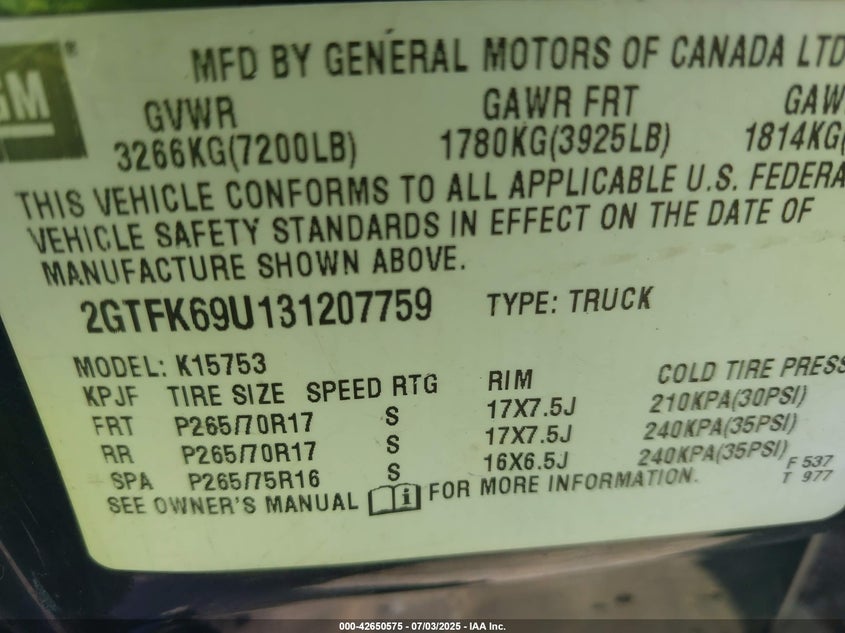 GM ®
MFD BY GENERAL MOTORS OF CANADA LTD
GVWR GAWR FRT GAW
3266KG(7200LB) 1780KG(3925LB) 1814KG(
THIS VEHICLE CONFORMS TO ALL APPLICABLE U.S. FEDERA
VEHICLE SAFETY STANDARDS IN EFFECT ON THE DATE OF
MANUFACTURE SHOWN ABOVE.
2GTFK69U131207759 TYPE: TRUCK
MODEL: K15753
KPJF TIRE SIZE SPEED RTG RIM COLD TIRE PRESS
FRT P265/70R17 S 17X7.5J 210KPA(30PSI)
RR P265/70R17 S 17X7.5J 240KPA(35PSI)
SPA P265/75R16 S 16X6.5J 240KPA(35PSI)
SEE OWNER'S MANUAL i FOR MORE INFORMATION.
F 537
T 977
000-42650575 | 07/03/2025 - IAA Inc.